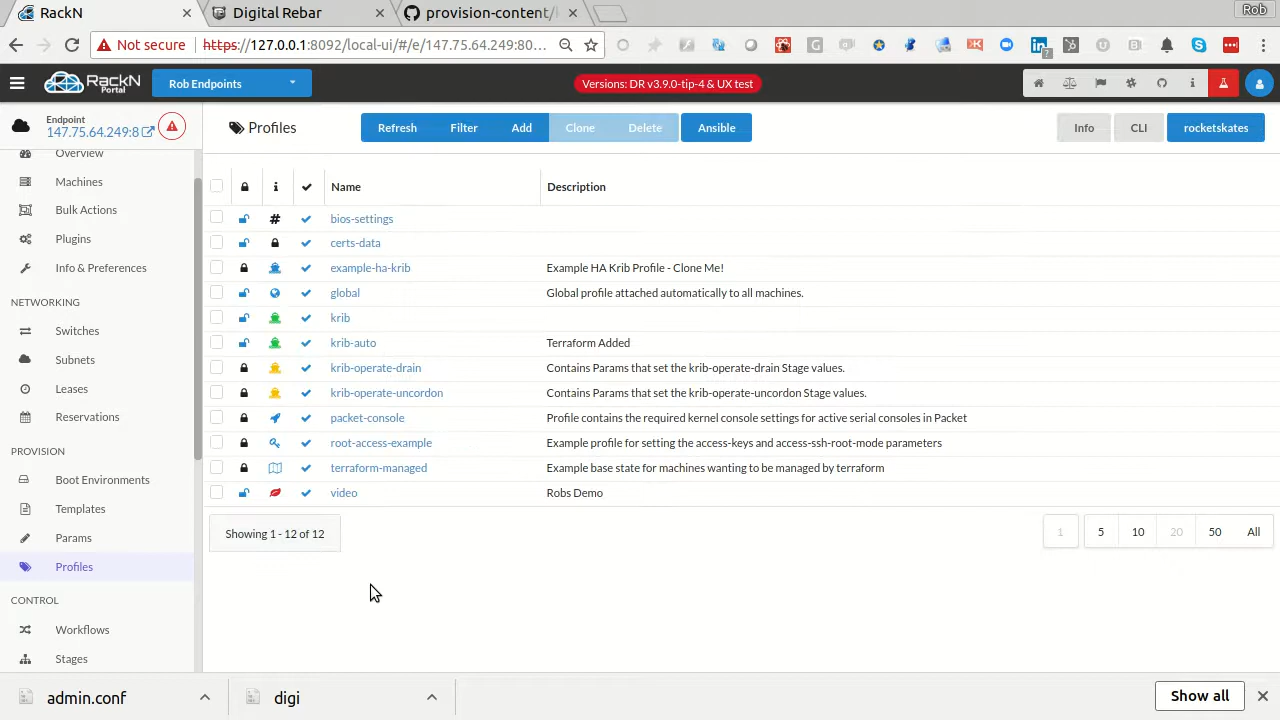 RackN
Digital Rebar
provision-content/
Rob
Not secure
https://127.0.0.1:8092/local-ui/#/e/147.75.64.249:80...
RackN
Portal
Rob Endpoints
Versions: DR v3.9.0-tip-4 & UX test
Endpoint
147.75.64.249:8
Profiles
Refresh
Filter
Add
Clone
Delete
Ansible
Info
CLI
rocketskates
Overview
Machines
Bulk Actions
Plugins
Info & Preferences
NETWORKING
Switches
Subnets
Leases
Reservations
PROVISION
Boot Environments
Templates
Params
Profiles
CONTROL
Workflows
Stages
Name Description
bios-settings
certs-data
example-ha-krib Example HA Krib Profile - Clone Me!
global Global profile attached automatically to all machines.
krib
krib-auto Terraform Added
krib-operate-drain Contains Params that set the krib-operate-drain Stage values.
krib-operate-uncordon Contains Params that set the krib-operate-uncordon Stage values.
packet-console Profile contains the required kernel console settings for active serial consoles in Packet
root-access-example Example profile for setting the access-keys and access-ssh-root-mode parameters
terraform-managed Example base state for machines wanting to be managed by terraform
video Robs Demo
Showing 1 - 12 of 12
1 5 10 20 50 All
admin.conf
digi
Show all